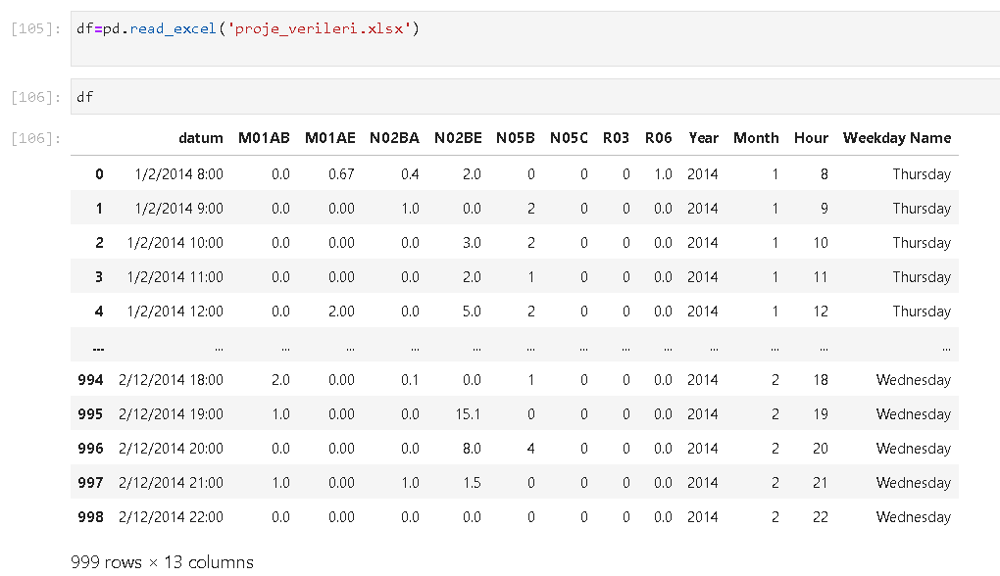 [105]: df=pd.read_excel('proje_verileri.xlsx')
[106]: df
[106]: datum M01AB M01AE N02BA N02BE N05B N05C R03 R06 Year Month Hour Weekday Name
0 1/2/2014 8:00 0.0 0.67 0.4 2.0 0 0 0 1.0 2014 1 8 Thursday
1 1/2/2014 9:00 0.0 0.00 1.0 0.0 2 0 0 0.0 2014 1 9 Thursday
2 1/2/2014 10:00 0.0 0.00 0.0 3.0 2 0 0 0.0 2014 1 10 Thursday
3 1/2/2014 11:00 0.0 0.00 0.0 2.0 1 0 0 0.0 2014 1 11 Thursday
4 1/2/2014 12:00 0.0 2.00 0.0 5.0 2 0 0 0.0 2014 1 12 Thursday
... ... ... ... ... ... ... ... ... ... ... ... ... ...
994 2/12/2014 18:00 2.0 0.00 0.1 0.0 1 0 0 0.0 2014 2 18 Wednesday
995 2/12/2014 19:00 1.0 0.00 0.0 15.1 0 0 0 0.0 2014 2 19 Wednesday
996 2/12/2014 20:00 0.0 0.00 0.0 8.0 4 0 0 0.0 2014 2 20 Wednesday
997 2/12/2014 21:00 1.0 0.00 1.0 1.5 0 0 0 0.0 2014 2 21 Wednesday
998 2/12/2014 22:00 0.0 0.00 0.0 0.0 0 0 0 0.0 2014 2 22 Wednesday
999 rows × 13 columns